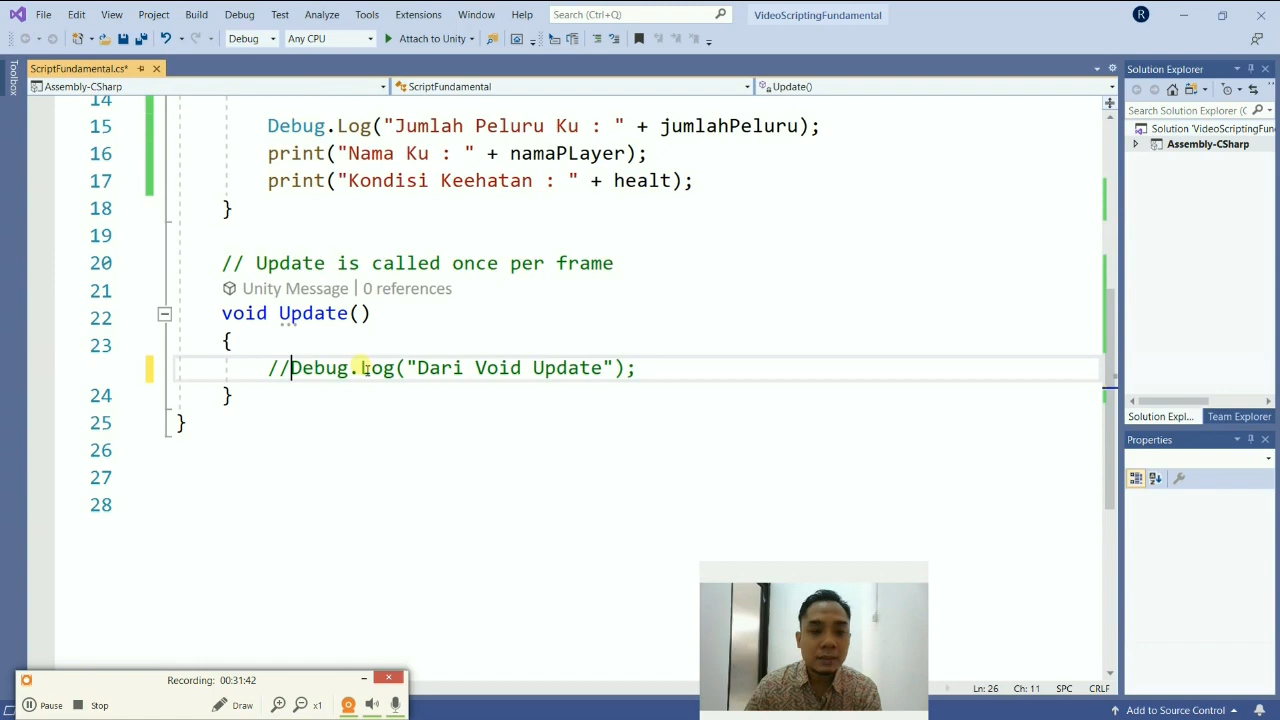 File Edit View Project Build Debug Test Analyze Tools Extensions Window Help Search (Ctrl+Q) VideoScriptingFundamental R
Debug Any CPU Attach to Unity
Toolbox
ScriptFundamental.cs*
Assembly-CSharp ScriptFundamental Update()
14
15 Debug.Log("Jumlah Peluru Ku : " + jumlahPeluru);
16 print("Nama Ku : " + namaPLayer);
17 print("Kondisi Keehatan : " + healt);
18 }
19
20 // Update is called once per frame
21 Unity Message | 0 references
22 void Update()
23 {
//Debug.Log("Dari Void Update");
24 }
25 }
26
27
28
Solution Explorer
Search Solution Explorer (
Solution 'VideoScriptingFun
Assembly-CSharp
Solution Expl... Team Explorer
Properties
Recording: 00:31:42
Pause Stop Draw x1
Ln: 26 Ch: 11 SPC CRLF
Add to Source Control